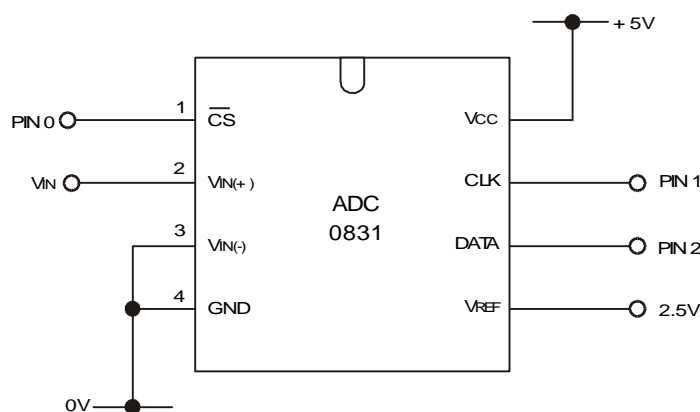 + 5V
1
PIN 0
CS
VCC
2
VIN
VIN(+)
CLK
PIN 1
ADC
0831
3
VIN(-)
DATA
PIN 2
4
GND
VREF
2.5V
0V